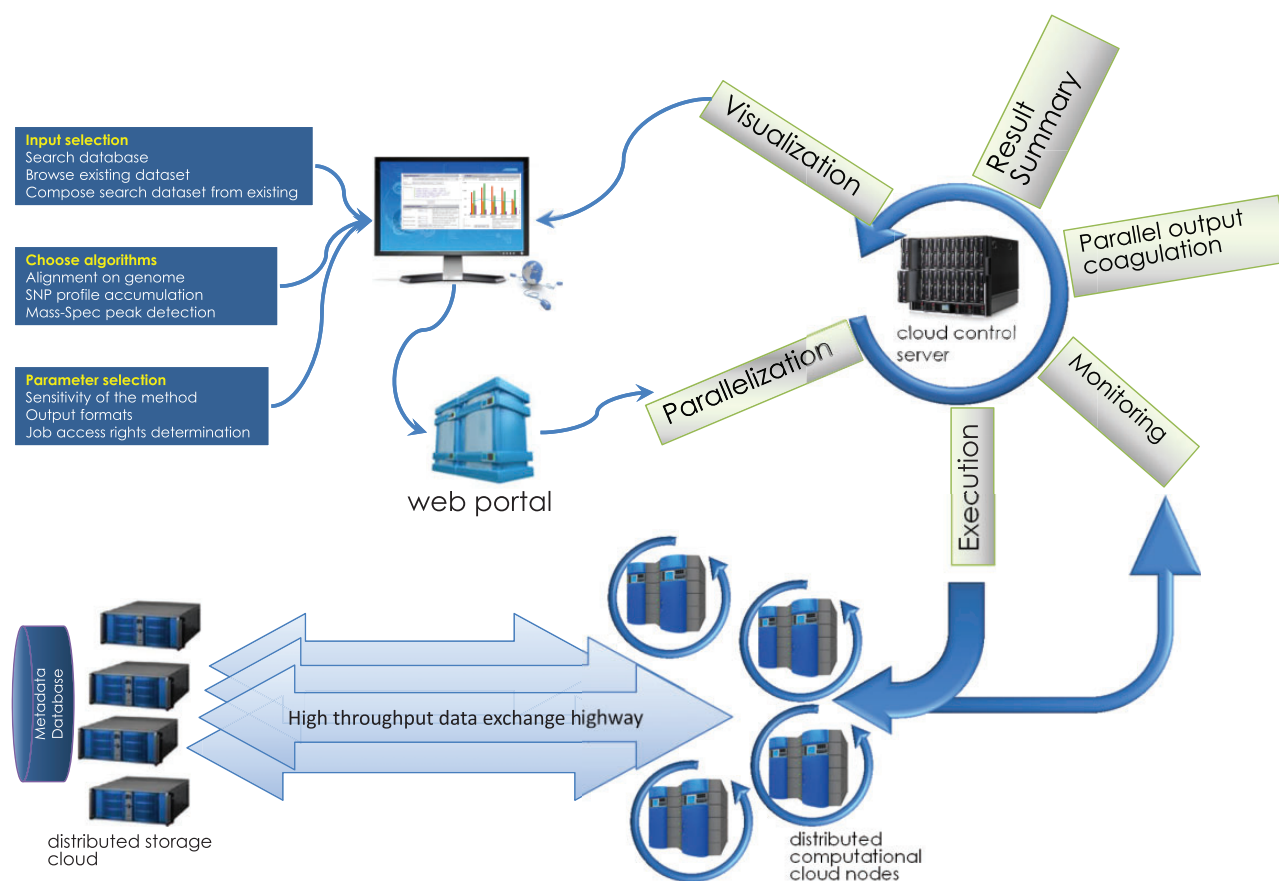 Input selection
Search database
Browse existing dataset
Compose search dataset from existing
Choose algorithms
Alignment on genome
SNP profile accumulation
Mass-Spec peak detection
Parameter selection
Sensitivity of the method
Output formats
Job access rights determination
web portal
Visualization
Result
Summary
Parallel output
coagulation
cloud control
server
Parallelization
Monitoring
Execution
Metadata
Database
High throughput data exchange highway
distributed storage
cloud
distributed
computational
cloud nodes